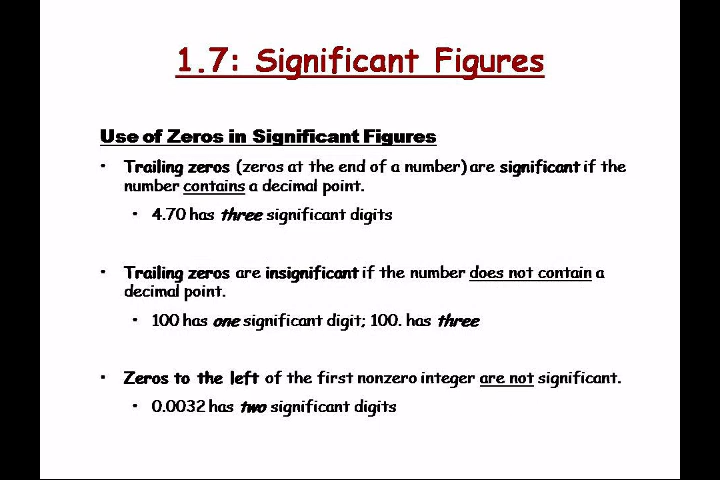 1.7: Significant Figures
Use of Zeros in Significant Figures
• Trailing zeros (zeros at the end of a number) are significant if the
number contains a decimal point.
• 4.70 has three significant digits
• Trailing zeros are insignificant if the number does not contain a
decimal point.
• 100 has one significant digit; 100. has three
• Zeros to the left of the first nonzero integer are not significant.
• 0.0032 has two significant digits